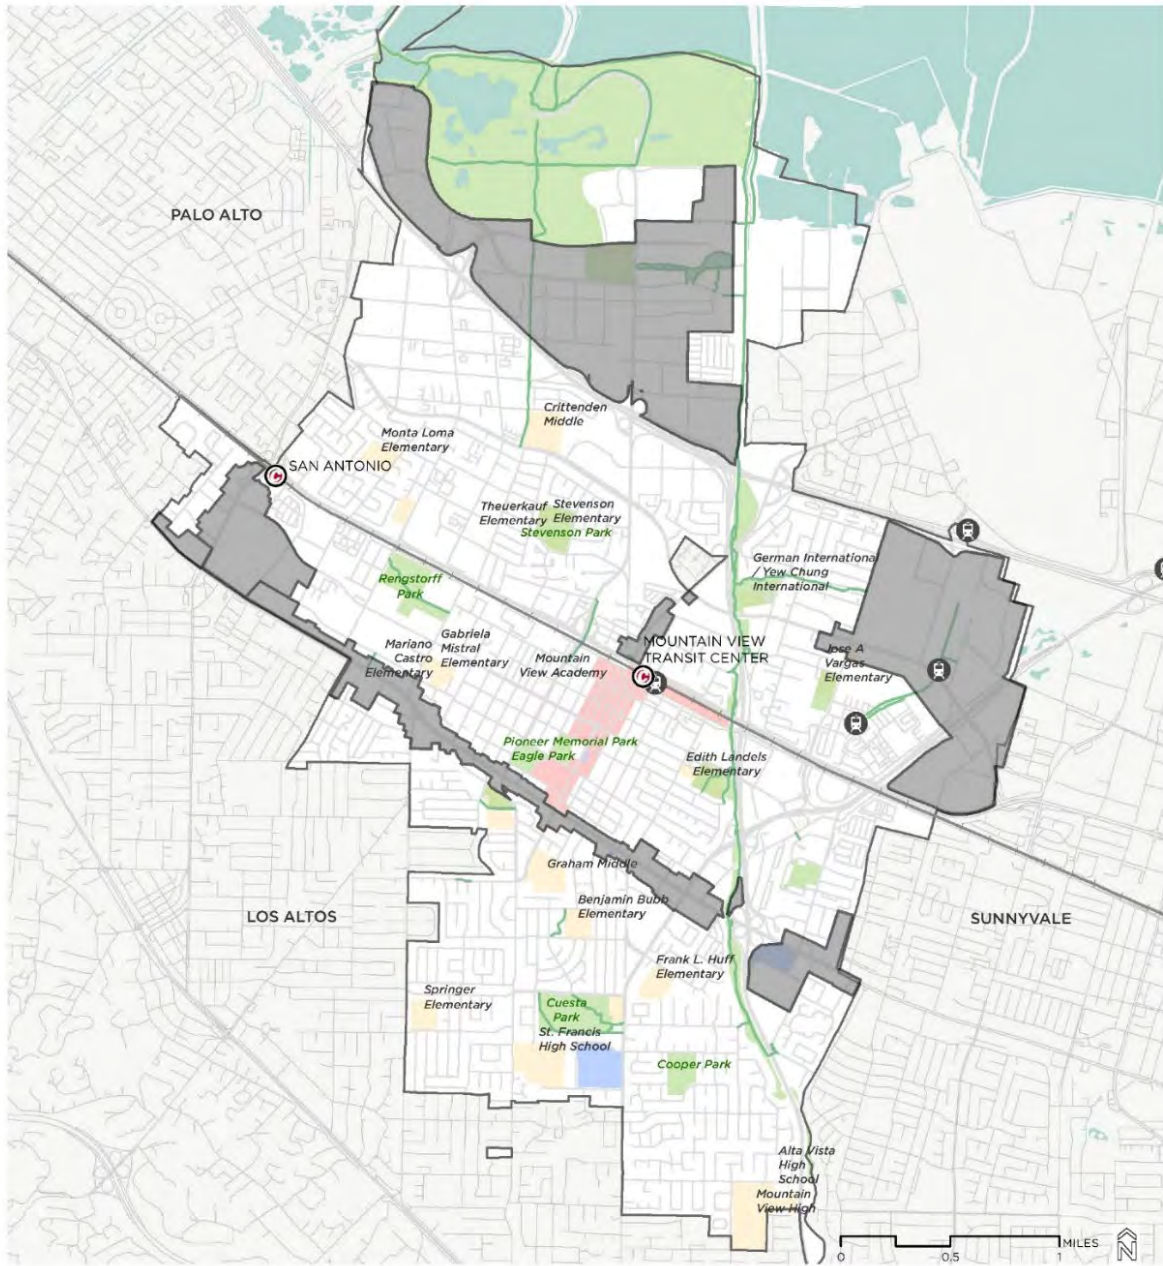 PALO ALTO
Crittenden
Middle
Monta Loma
Elementary
SAN ANTONIO
Theuerkauf
Elementary
Stevenson
Elementary
Stevenson Park
German International
/ Yew Chung
International
Rengstorff
Park
Gabriela
Mistral
Elementary
Mariano
Castro
Elementary
Mountain
View Academy
MOUNTAIN VIEW
TRANSIT CENTER
Jose A
Vargas
Elementary
Pioneer Memorial Park
Eagle Park
Edith Landels
Elementary
Graham Middle
Benjamin Bubb
Elementary
LOS ALTOS
SUNNYVALE
Frank L. Huff
Elementary
Springer
Elementary
Cuesta
Park
St. Francis
High School
Cooper Park
Alta Vista
High
School
Mountain
View High
MILES
0
0.5
1
N